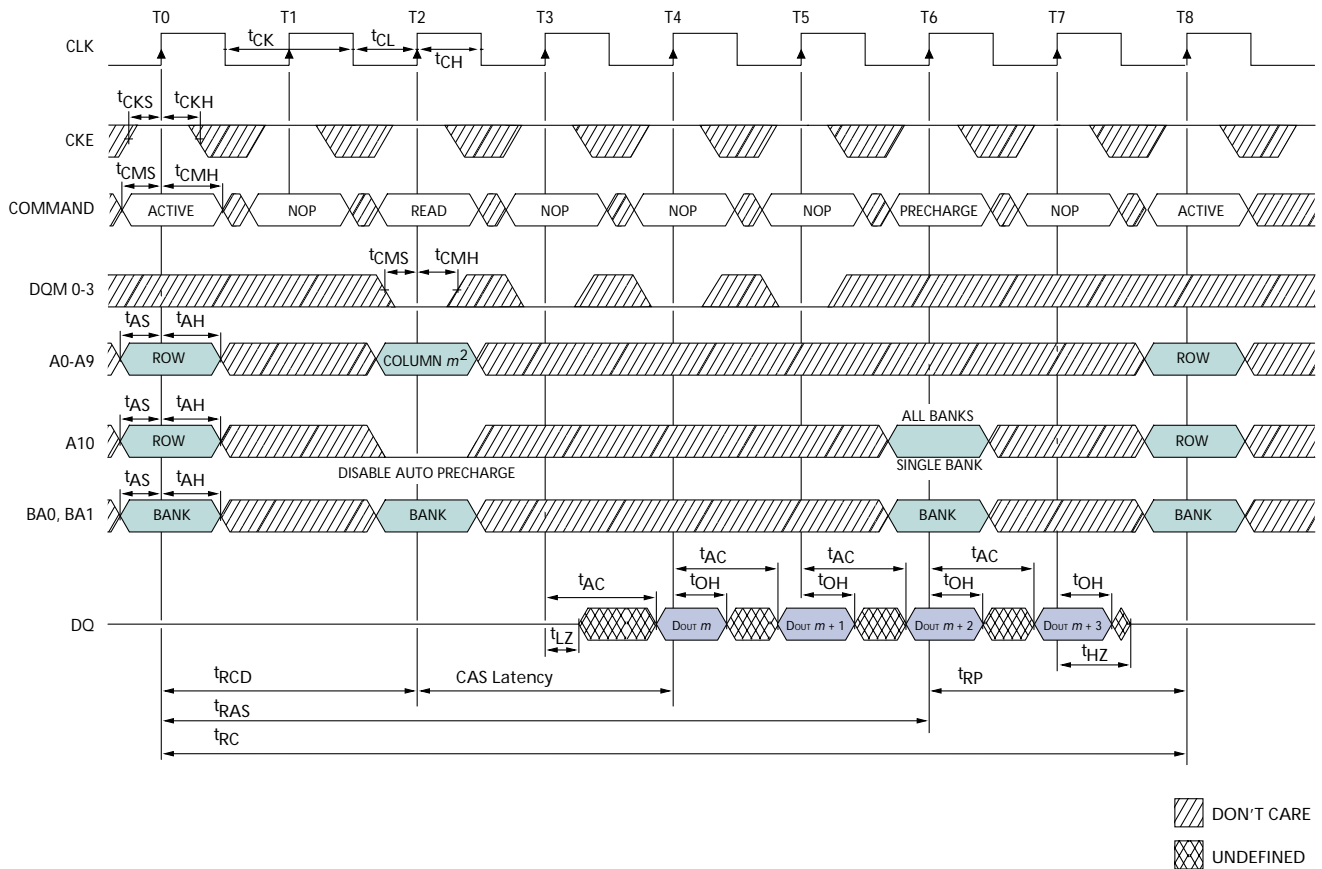 T0 T1 T2 T3 T4 T5 T6 T7 T8
CLK tCK tCL tCH
tCKS tCKH
CKE
tCMS tCMH
COMMAND ACTIVE NOP READ NOP NOP NOP PRECHARGE NOP ACTIVE
tCMS tCMH
DQM 0-3
tAS tAH
A0-A9 ROW COLUMN m2 ROW
tAS tAH ALL BANKS
A10 ROW ROW
DISABLE AUTO PRECHARGE SINGLE BANK
tAS tAH
BA0, BA1 BANK BANK BANK BANK
tAC tAC tAC tAC
tOH tOH tOH tOH
DQ DOUT m DOUT m + 1 DOUT m + 2 DOUT m + 3
tLZ tHZ
tRCD CAS Latency tRP
tRAS
tRC
DON'T CARE
UNDEFINED